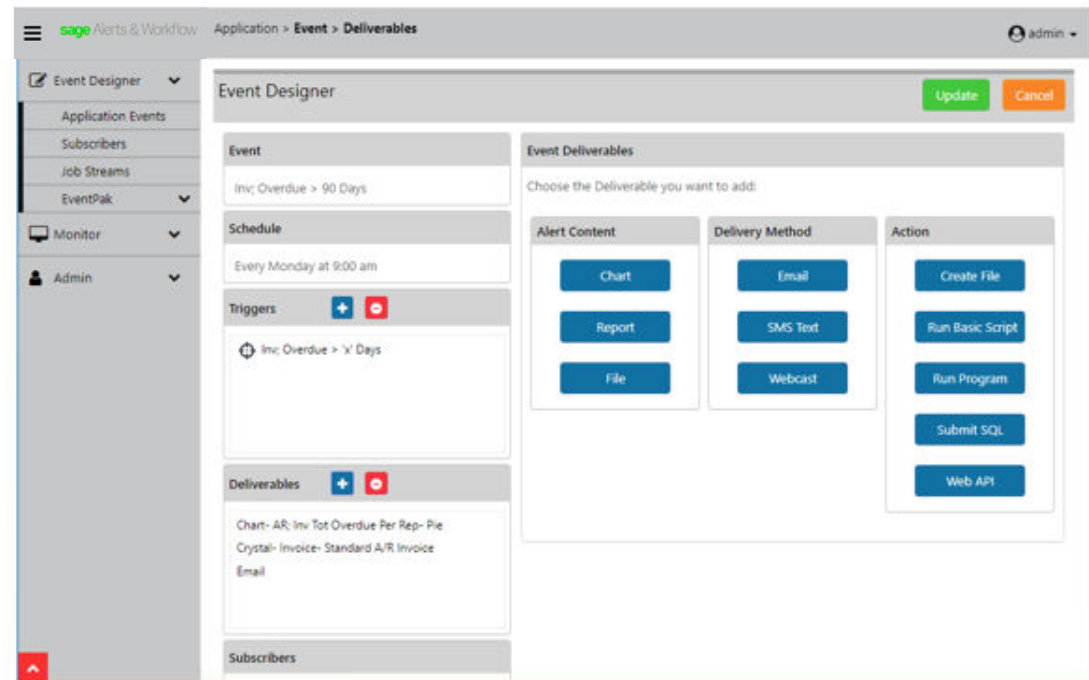 sage Alerts & Workflow
Application > Event > Deliverables
admin
Event Designer
Application Events
Subscribers
Job Streams
EventPak
Monitor
Admin
Event Designer
Update
Cancel
Event
Inv; Overdue > 90 Days
Schedule
Every Monday at 9:00 am
Triggers
Inv; Overdue > 'x' Days
Deliverables
Chart- AR; Inv Tot Overdue Per Rep- Pie
Crystal- Invoice- Standard A/R Invoice
Email
Subscribers
Event Deliverables
Choose the Deliverable you want to add:
Alert Content
Chart
Report
File
Delivery Method
Email
SMS Text
Webcast
Action
Create File
Run Basic Script
Run Program
Submit SQL
Web API